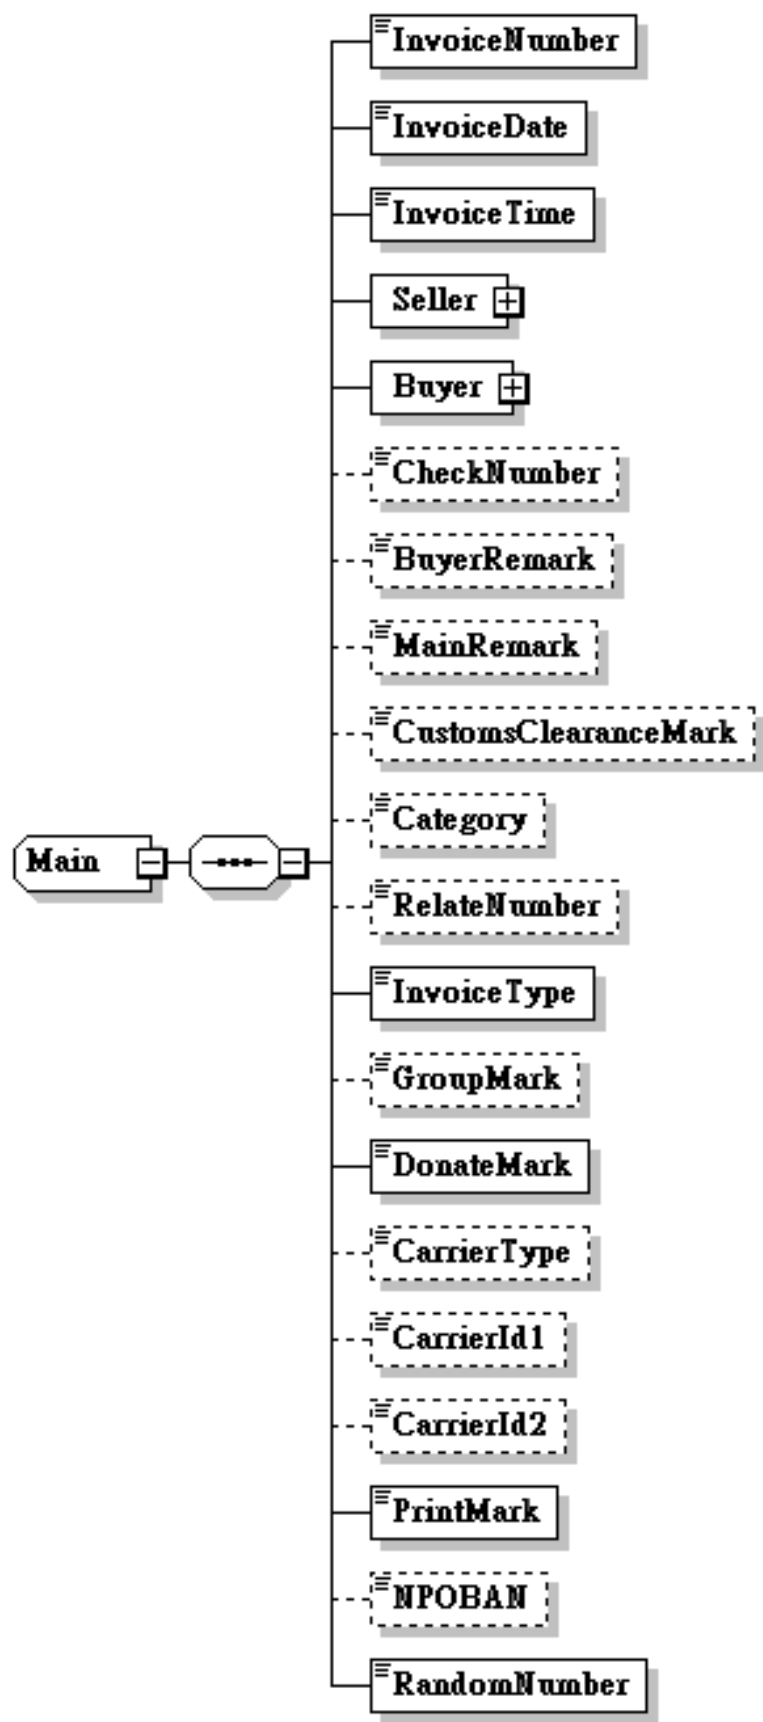 InvoiceNumber
InvoiceDate
InvoiceTime
Seller
Buyer
CheckNumber
BuyerRemark
MainRemark
CustomsClearanceMark
Category
Main
RelateNumber
InvoiceType
GroupMark
DonateMark
CarrierType
CarrierId1
CarrierId2
PrintMark
NPOBAN
RandomNumber